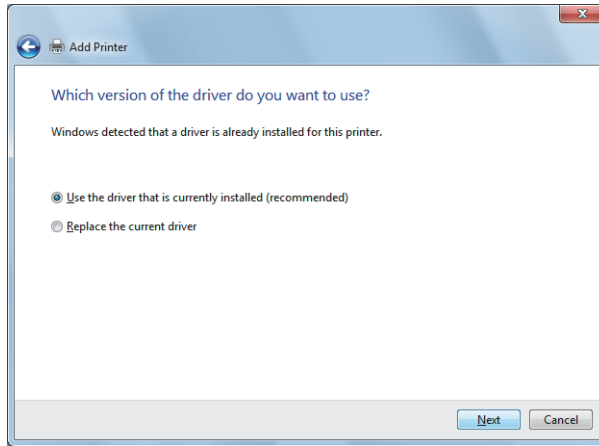 Add Printer
Which version of the driver do you want to use?
Windows detected that a driver is already installed for this printer.
Use the driver that is currently installed (recommended)
Replace the current driver
Next Cancel